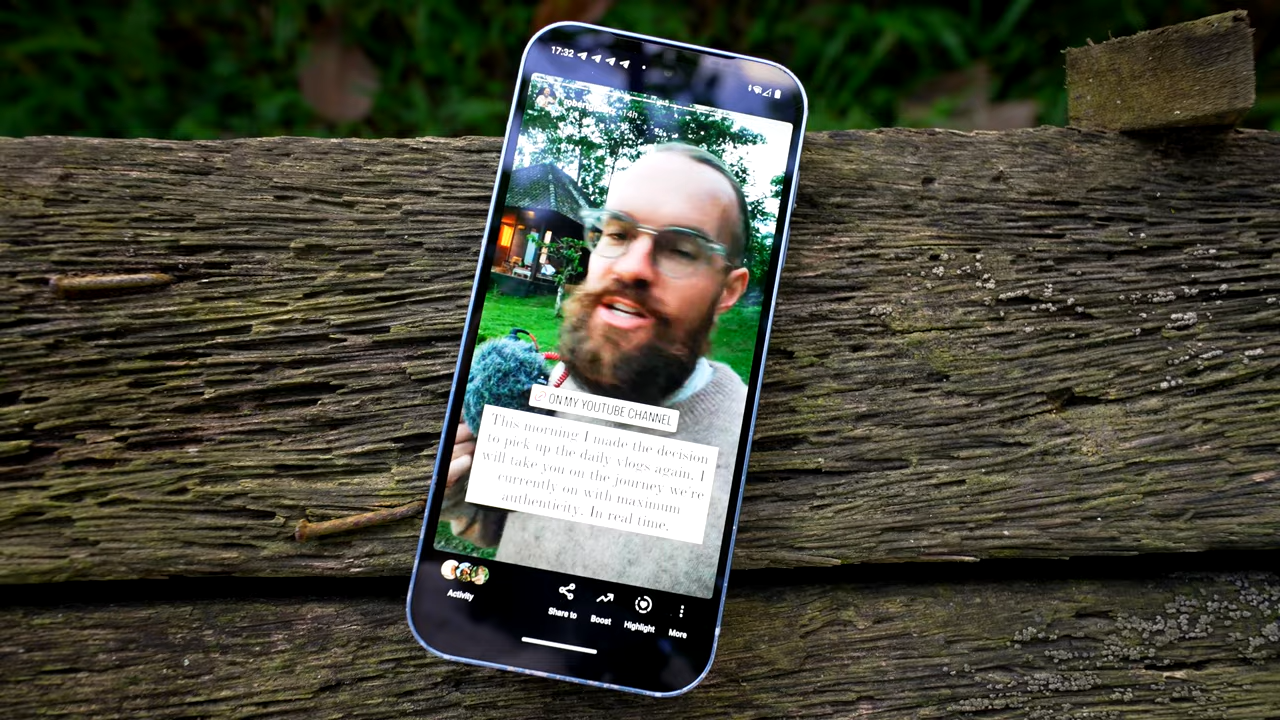 17:32
ON MY YOUTUBE CHANNEL
This morning I made the decision
to pick up the daily vlogs again. I
will take you on the journey we're
currently on with maximum
authenticity. In real time.
Activity
Share to
Boost
Highlight
More